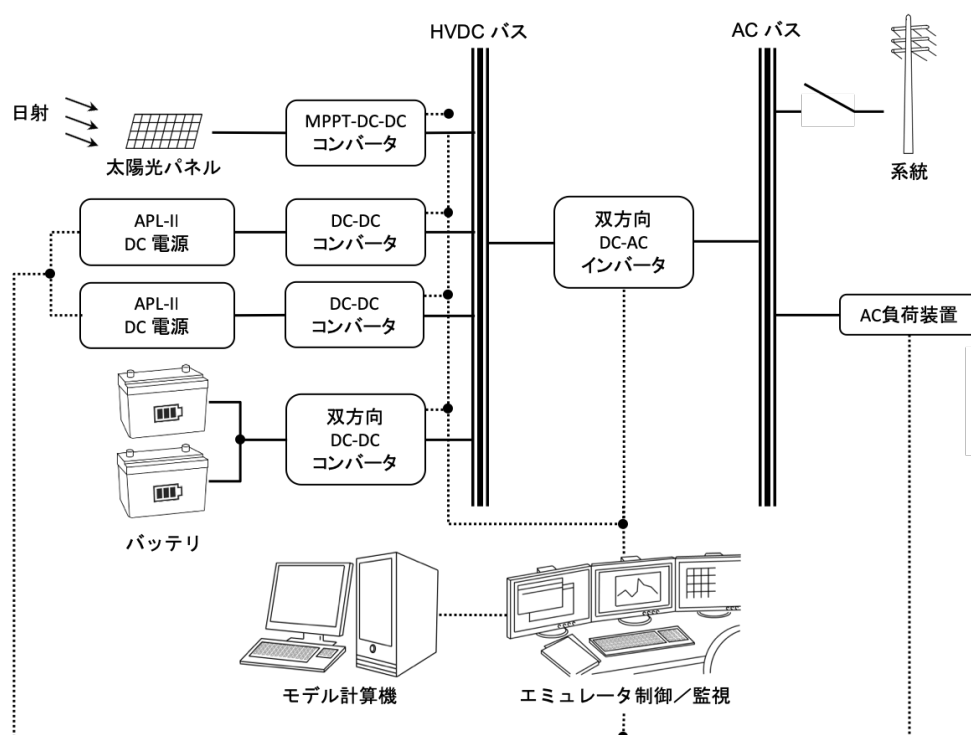 HVDC バス
AC バス
日射
太陽光パネル
MPPT-DC-DC
コンバータ
系統
APL-II
DC 電源
DC-DC
コンバータ
双方向
DC-AC
インバータ
APL-II
DC 電源
DC-DC
コンバータ
AC負荷装置
双方向
DC-DC
コンバータ
バッテリ
モデル計算機
エミュレータ制御／監視